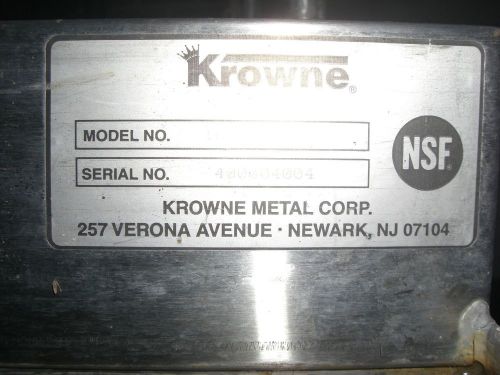 Krowne®
MODEL NO.
SERIAL NO.
KROWNE METAL CORP.
257 VERONA AVENUE · NEWARK, NJ 07104
NSF®